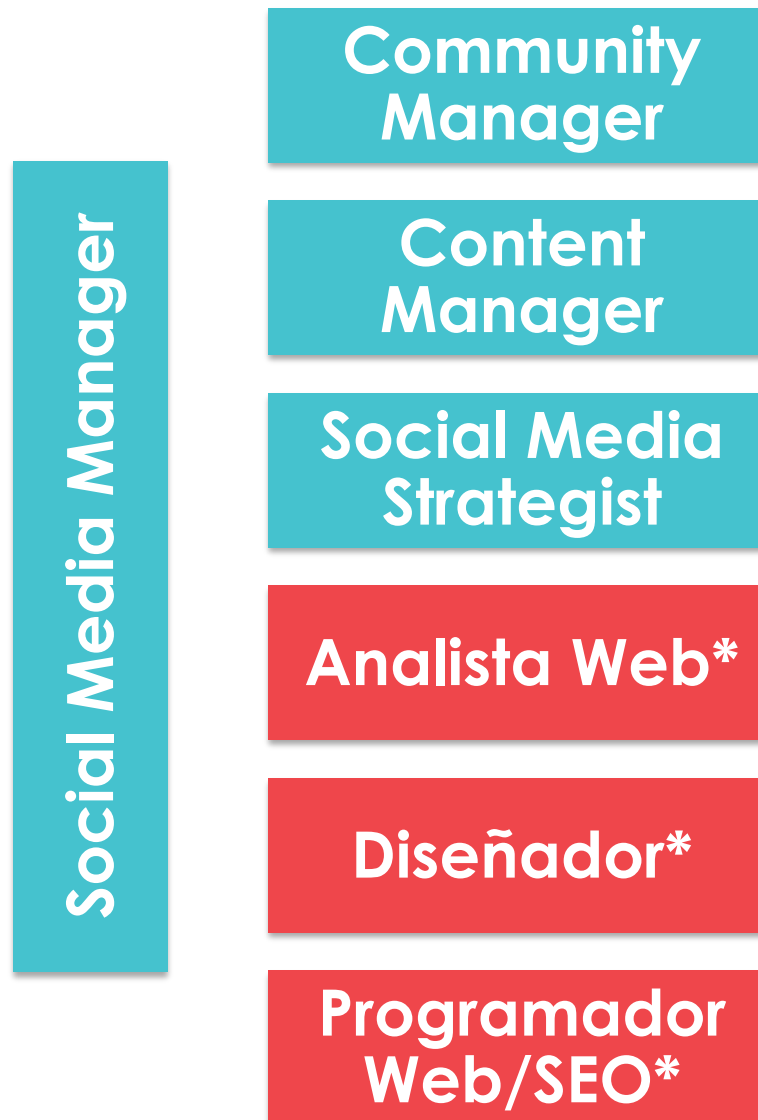 Social Media Manager
Community
Manager
Content
Manager
Social Media
Strategist
Analista Web*
Diseñador*
Programador
Web/SEO*